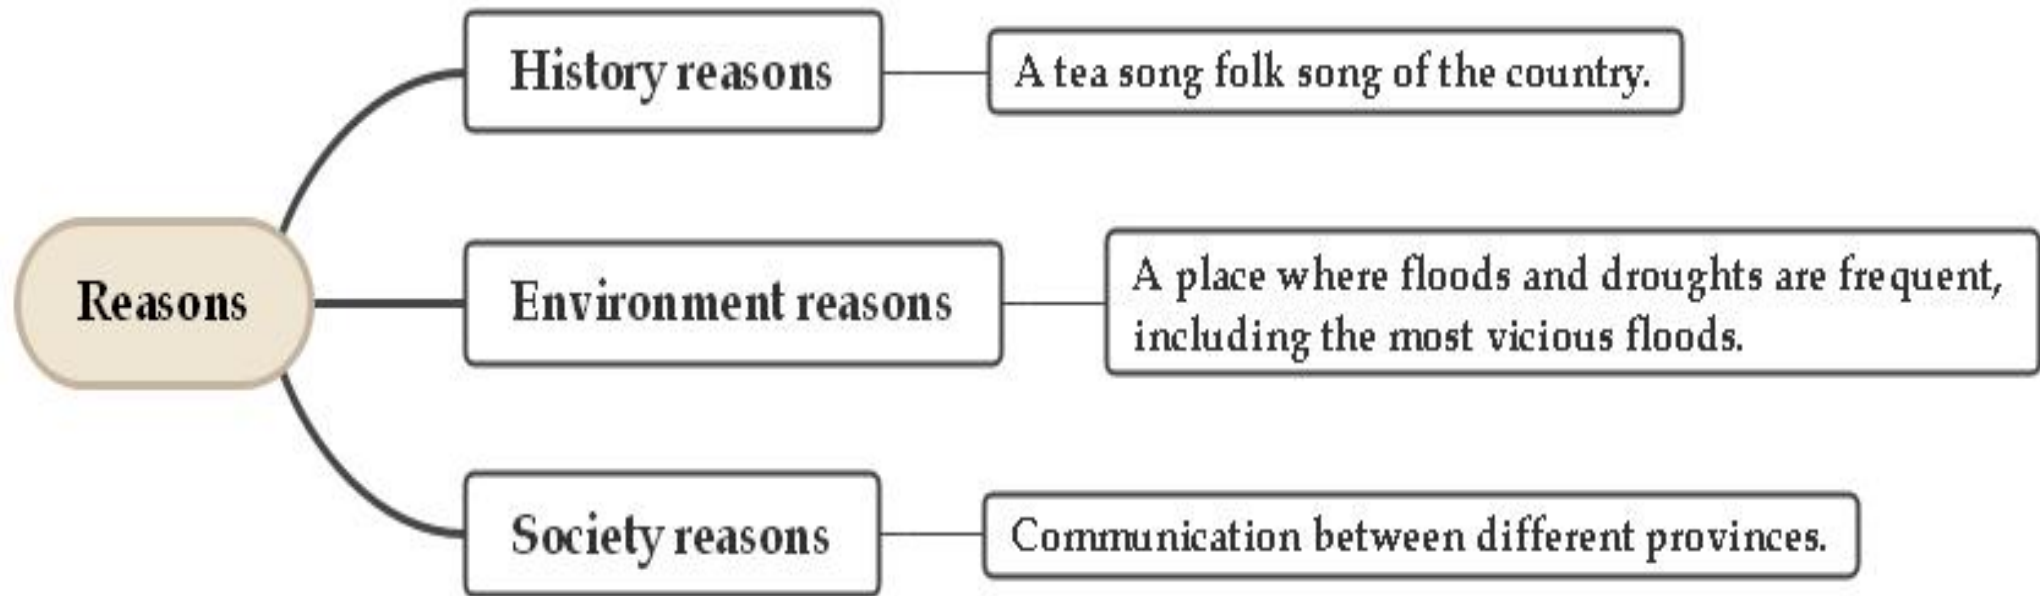 Reasons
History reasons
A tea song folk song of the country.
Environment reasons
A place where floods and droughts are frequent,
including the most vicious floods.
Society reasons
Communication between different provinces.